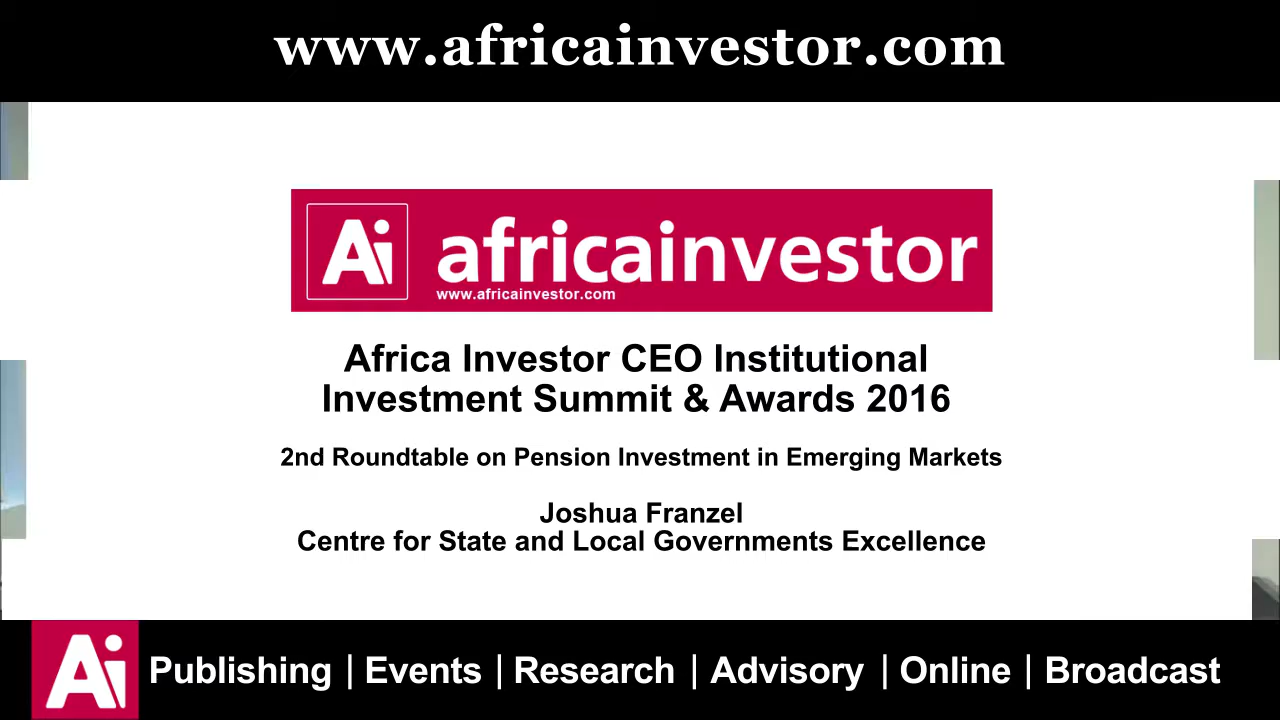 www.africainvestor.com
Ai africainvestor
www.africainvestor.com
Africa Investor CEO Institutional
Investment Summit & Awards 2016
2nd Roundtable on Pension Investment in Emerging Markets
Joshua Franzel
Centre for State and Local Governments Excellence
Ai Publishing | Events | Research | Advisory | Online | Broadcast